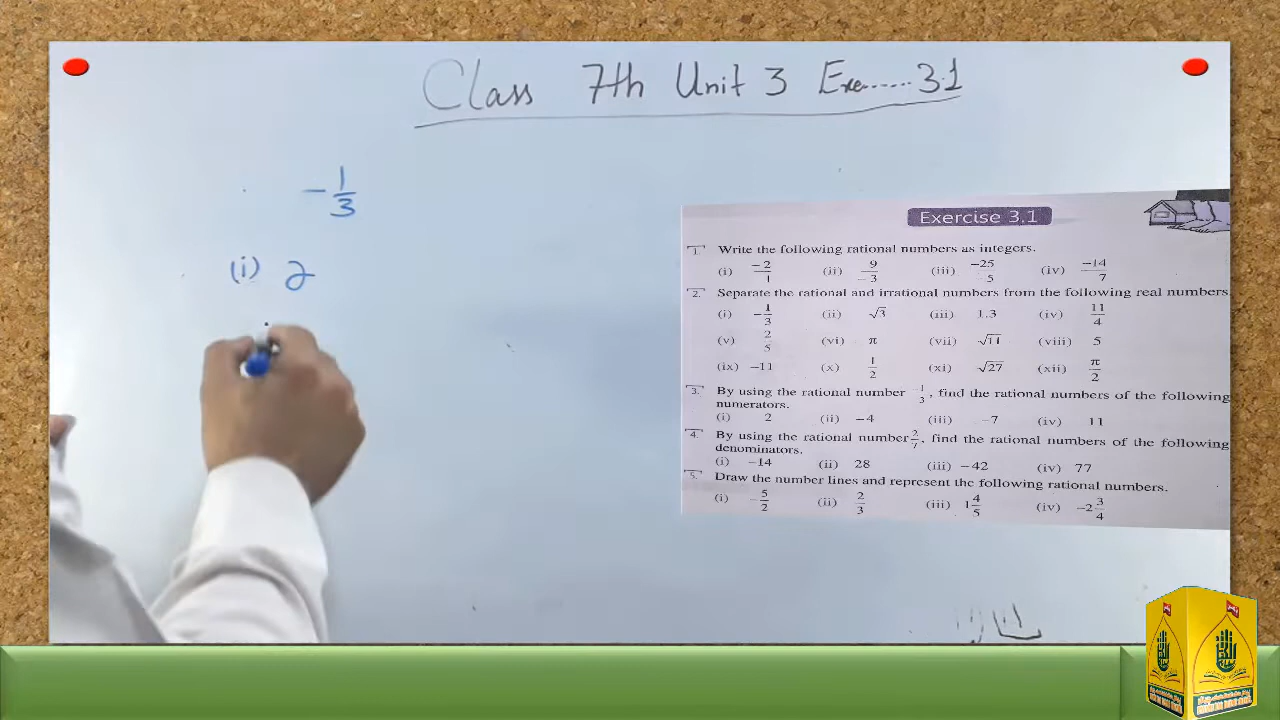 Class 7th Unit 3 Exe...... 3.1
-1/3
(i) 2
Exercise 3.1
1. Write the following rational numbers as integers.
(i) -2/1 (ii) 9/-3 (iii) -25/5 (iv) -14/7
2. Separate the rational and irrational numbers from the following real numbers.
(i) -1/3 (ii) √3 (iii) 1.3 (iv) 11/4
(v) 2/5 (vi) π (vii) √11 (viii) 5
(ix) -11 (x) 1/2 (xi) √27 (xii) π/2
3. By using the rational number -1/3, find the rational numbers of the following
numerators.
(i) 2 (ii) -4 (iii) -7 (iv) 11
4. By using the rational number 2/7, find the rational numbers of the following
denominators.
(i) -14 (ii) 28 (iii) -42 (iv) 77
5. Draw the number lines and represent the following rational numbers.
(i) -5/2 (ii) 2/3 (iii) 1 4/5 (iv) -2 3/4